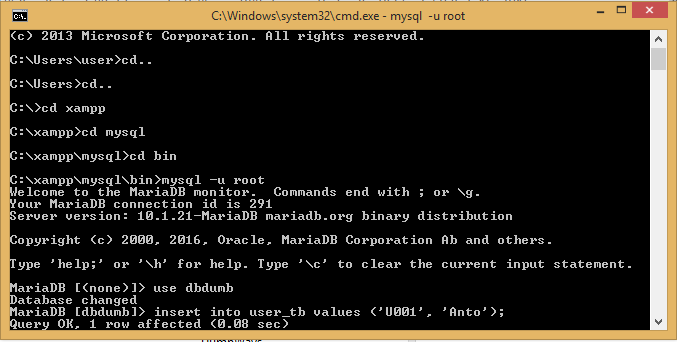 C:\Windows\system32\cmd.exe - mysql -u root
(c) 2013 Microsoft Corporation. All rights reserved.
C:\Users\user>cd..
C:\Users>cd..
C:\>cd xampp
C:\xampp>cd mysql
C:\xampp\mysql>cd bin
C:\xampp\mysql\bin>mysql -u root
Welcome to the MariaDB monitor.  Commands end with ; or \g.
Your MariaDB connection id is 291
Server version: 10.1.21-MariaDB mariadb.org binary distribution
Copyright (c) 2000, 2016, Oracle, MariaDB Corporation Ab and others.
Type 'help;' or '\h' for help. Type '\c' to clear the current input statement.
MariaDB [(none)]> use dbdumb
Database changed
MariaDB [dbdumb]> insert into user_tb values ('U001', 'Anto');
Query OK, 1 row affected (0.08 sec)